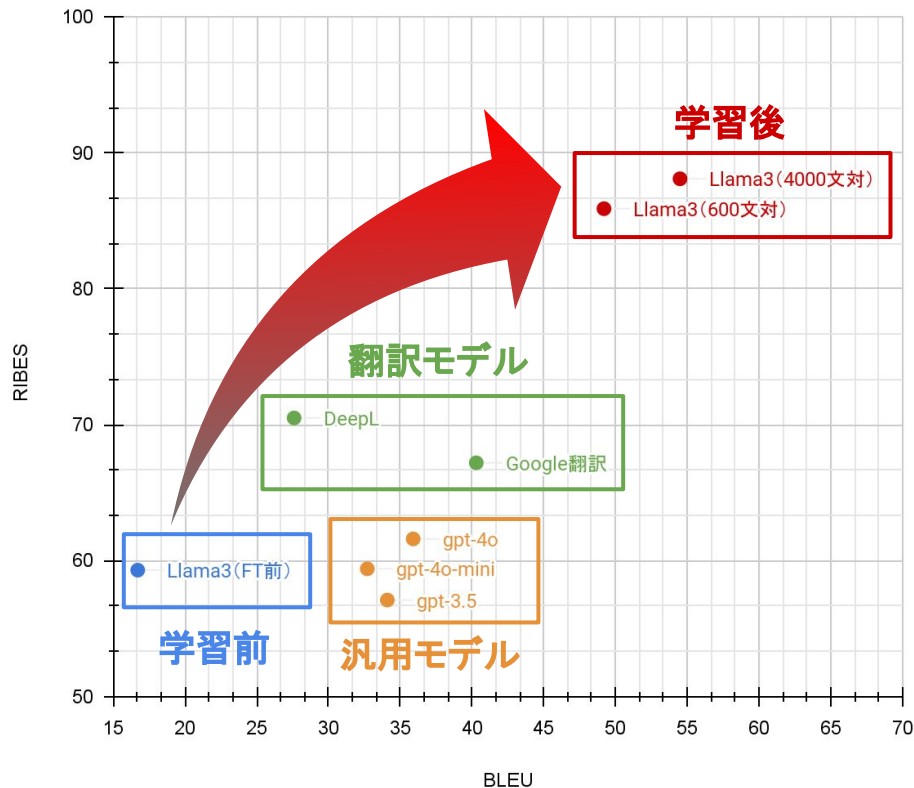 100
90
80
70
60
50
RIBES
学習後
Llama3（4000文対）
Llama3（600文対）
翻訳モデル
DeepL
Google翻訳
gpt-4o
gpt-4o-mini
gpt-3.5
Llama3（FT前）
学習前
汎用モデル
15 20 25 30 35 40 45 50 55 60 65 70
BLEU